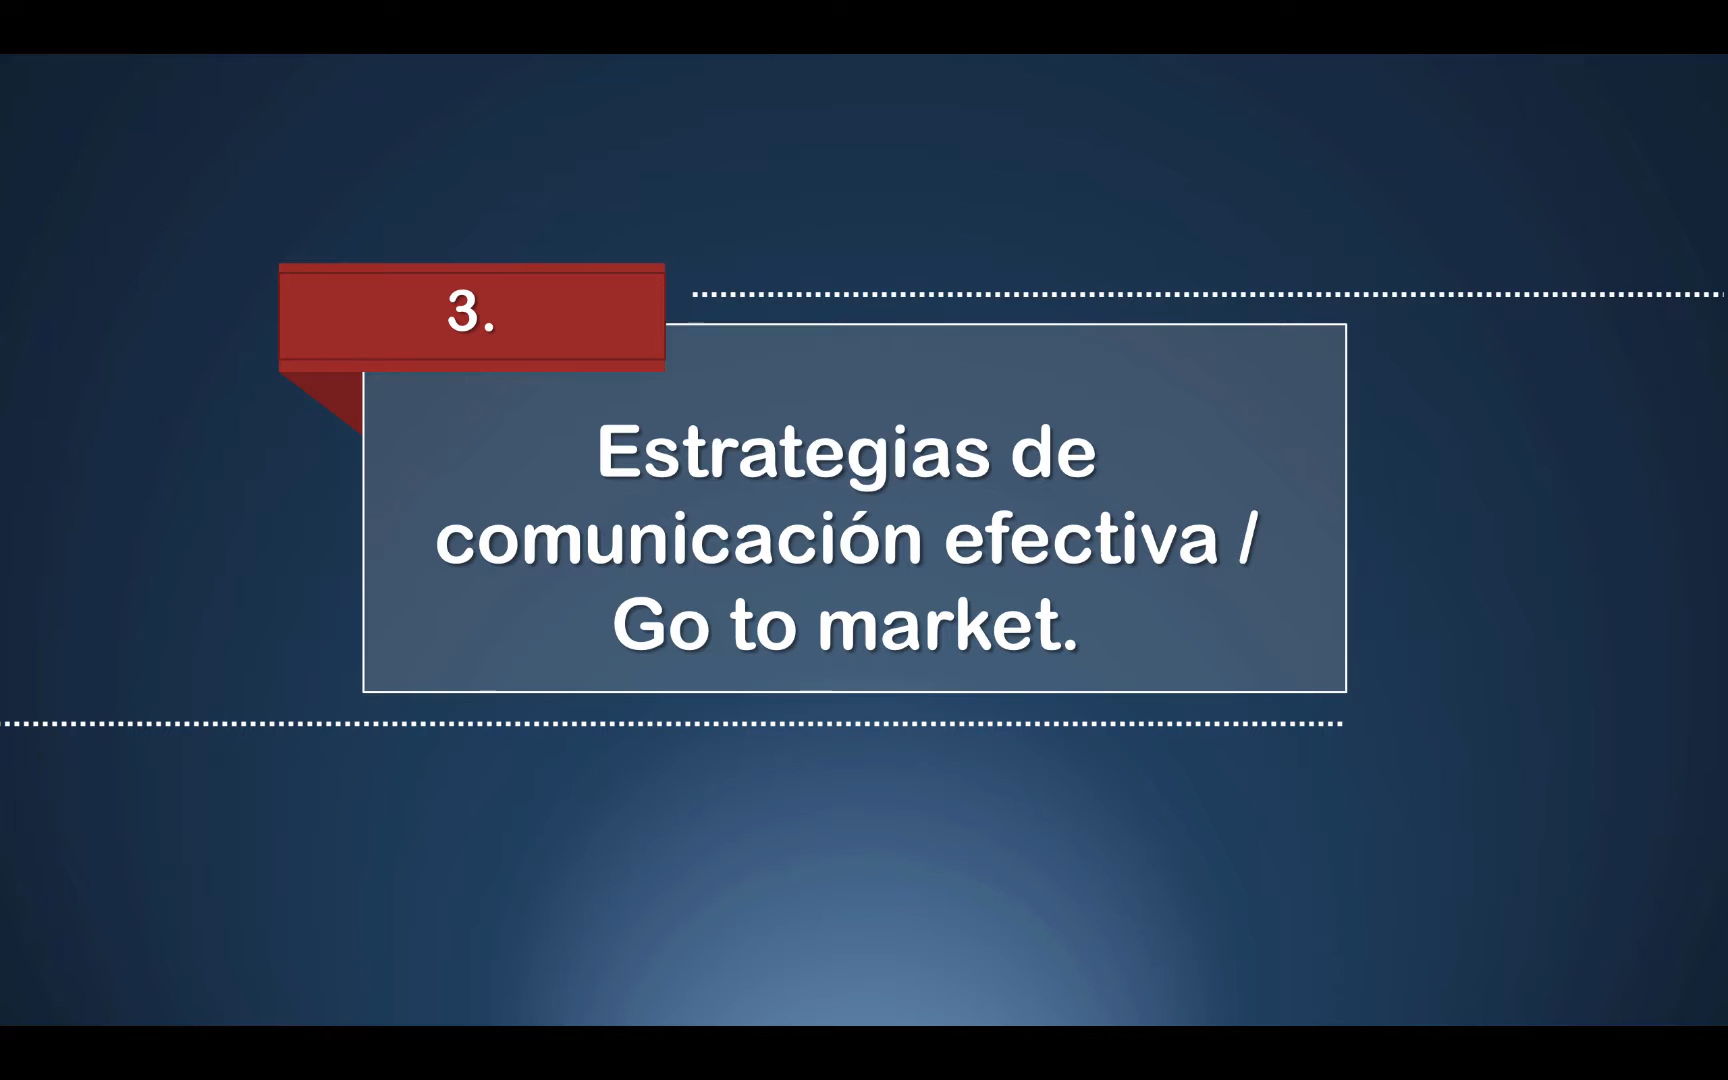 3.
Estrategias de
comunicación efectiva /
Go to market.